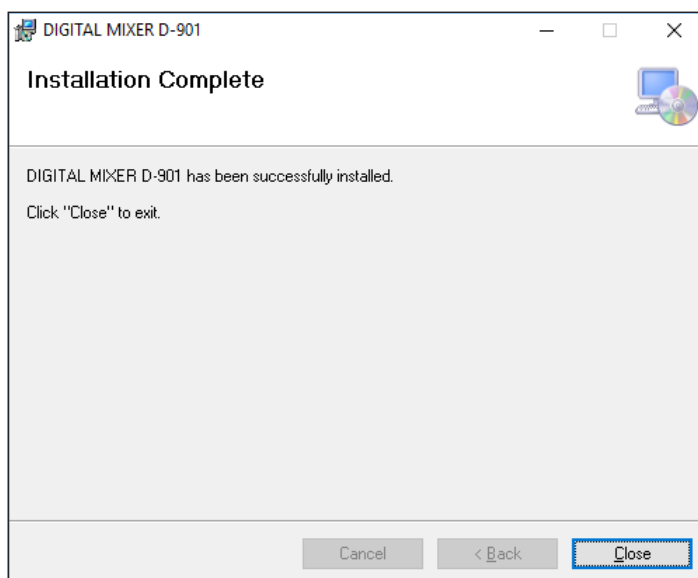 DIGITAL MIXER D-901
Installation Complete
DIGITAL MIXER D-901 has been successfully installed.
Click "Close" to exit.
Cancel
< Back
Close